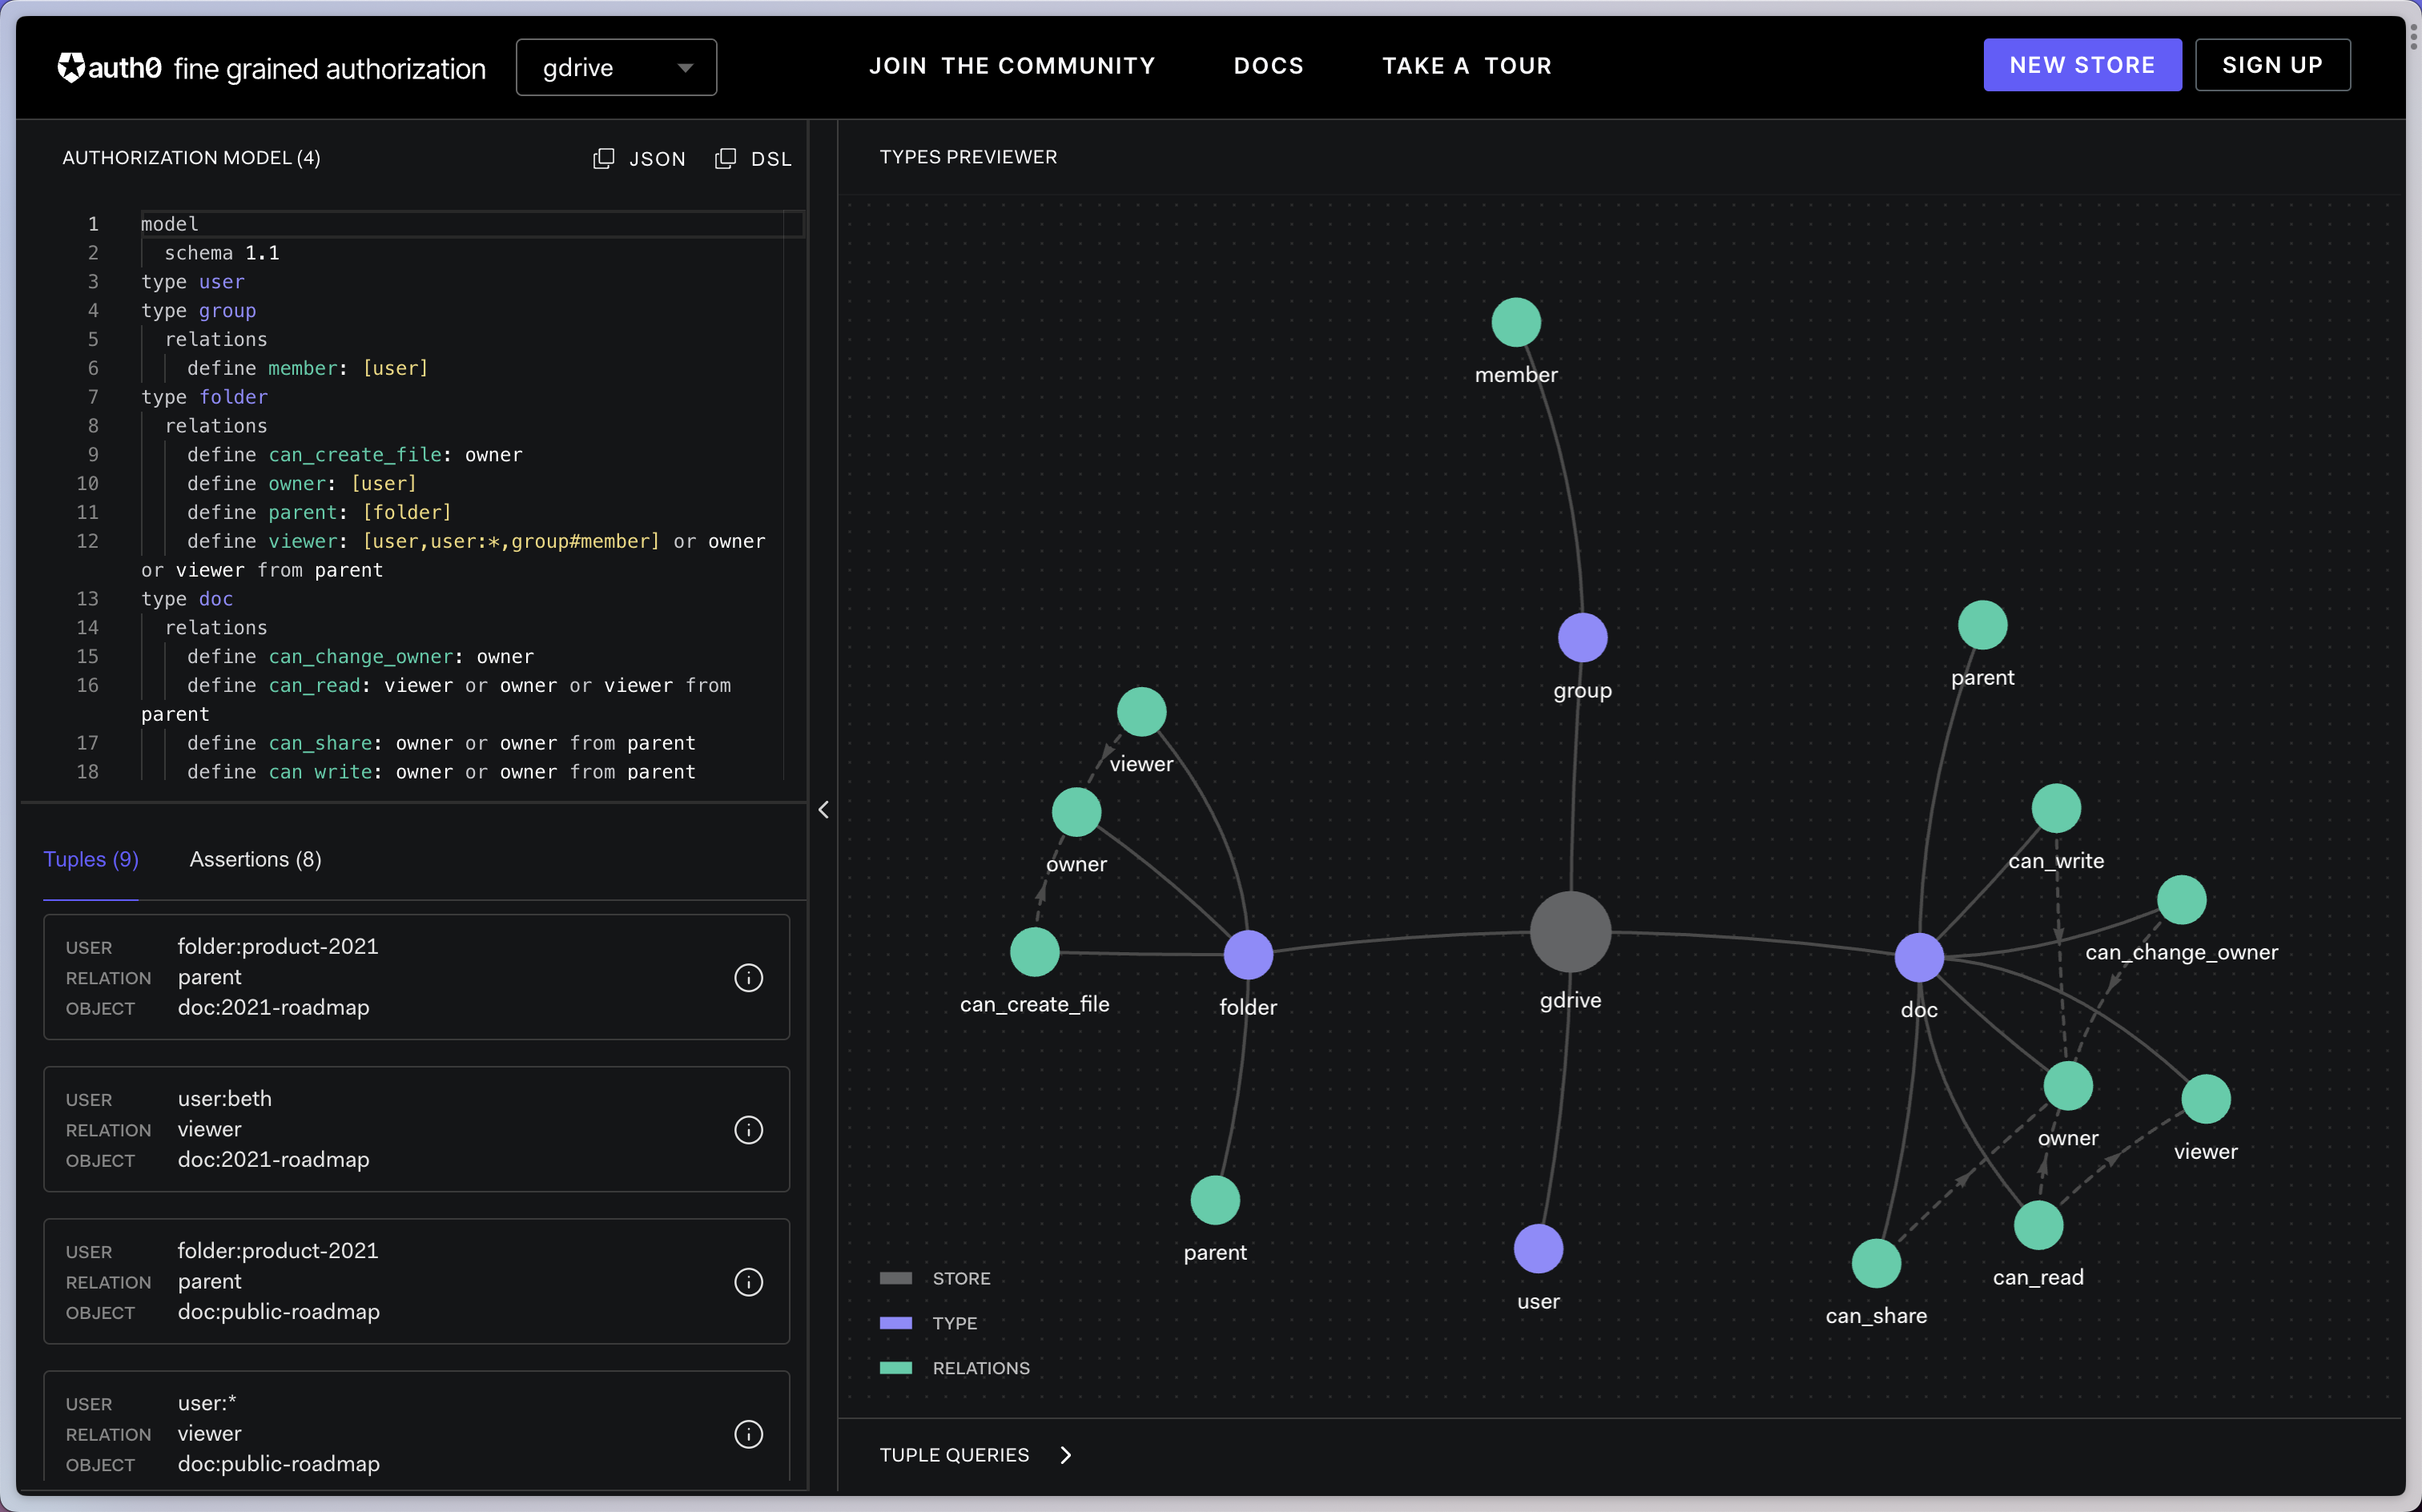 auth0 fine grained authorization
gdrive
JOIN THE COMMUNITY
DOCS
TAKE A TOUR
NEW STORE
SIGN UP
AUTHORIZATION MODEL (4)
JSON
DSL
1 model
2 schema 1.1
3 type user
4 type group
5 relations
6 define member: [user]
7 type folder
8 relations
9 define can_create_file: owner
10 define owner: [user]
11 define parent: [folder]
12 define viewer: [user,user:*,group#member] or owner
or viewer from parent
13 type doc
14 relations
15 define can_change_owner: owner
16 define can_read: viewer or owner or viewer from
parent
17 define can_share: owner or owner from parent
18 define can write: owner or owner from parent
Tuples (9)
Assertions (8)
USER folder:product-2021
RELATION parent
OBJECT doc:2021-roadmap
USER user:beth
RELATION viewer
OBJECT doc:2021-roadmap
USER folder:product-2021
RELATION parent
OBJECT doc:public-roadmap
USER user:*
RELATION viewer
OBJECT doc:public-roadmap
TYPES PREVIEWER
member
group
parent
viewer
can_write
owner
can_change_owner
can_create_file
folder
gdrive
doc
owner
viewer
parent
user
can_read
can_share
STORE
TYPE
RELATIONS
TUPLE QUERIES